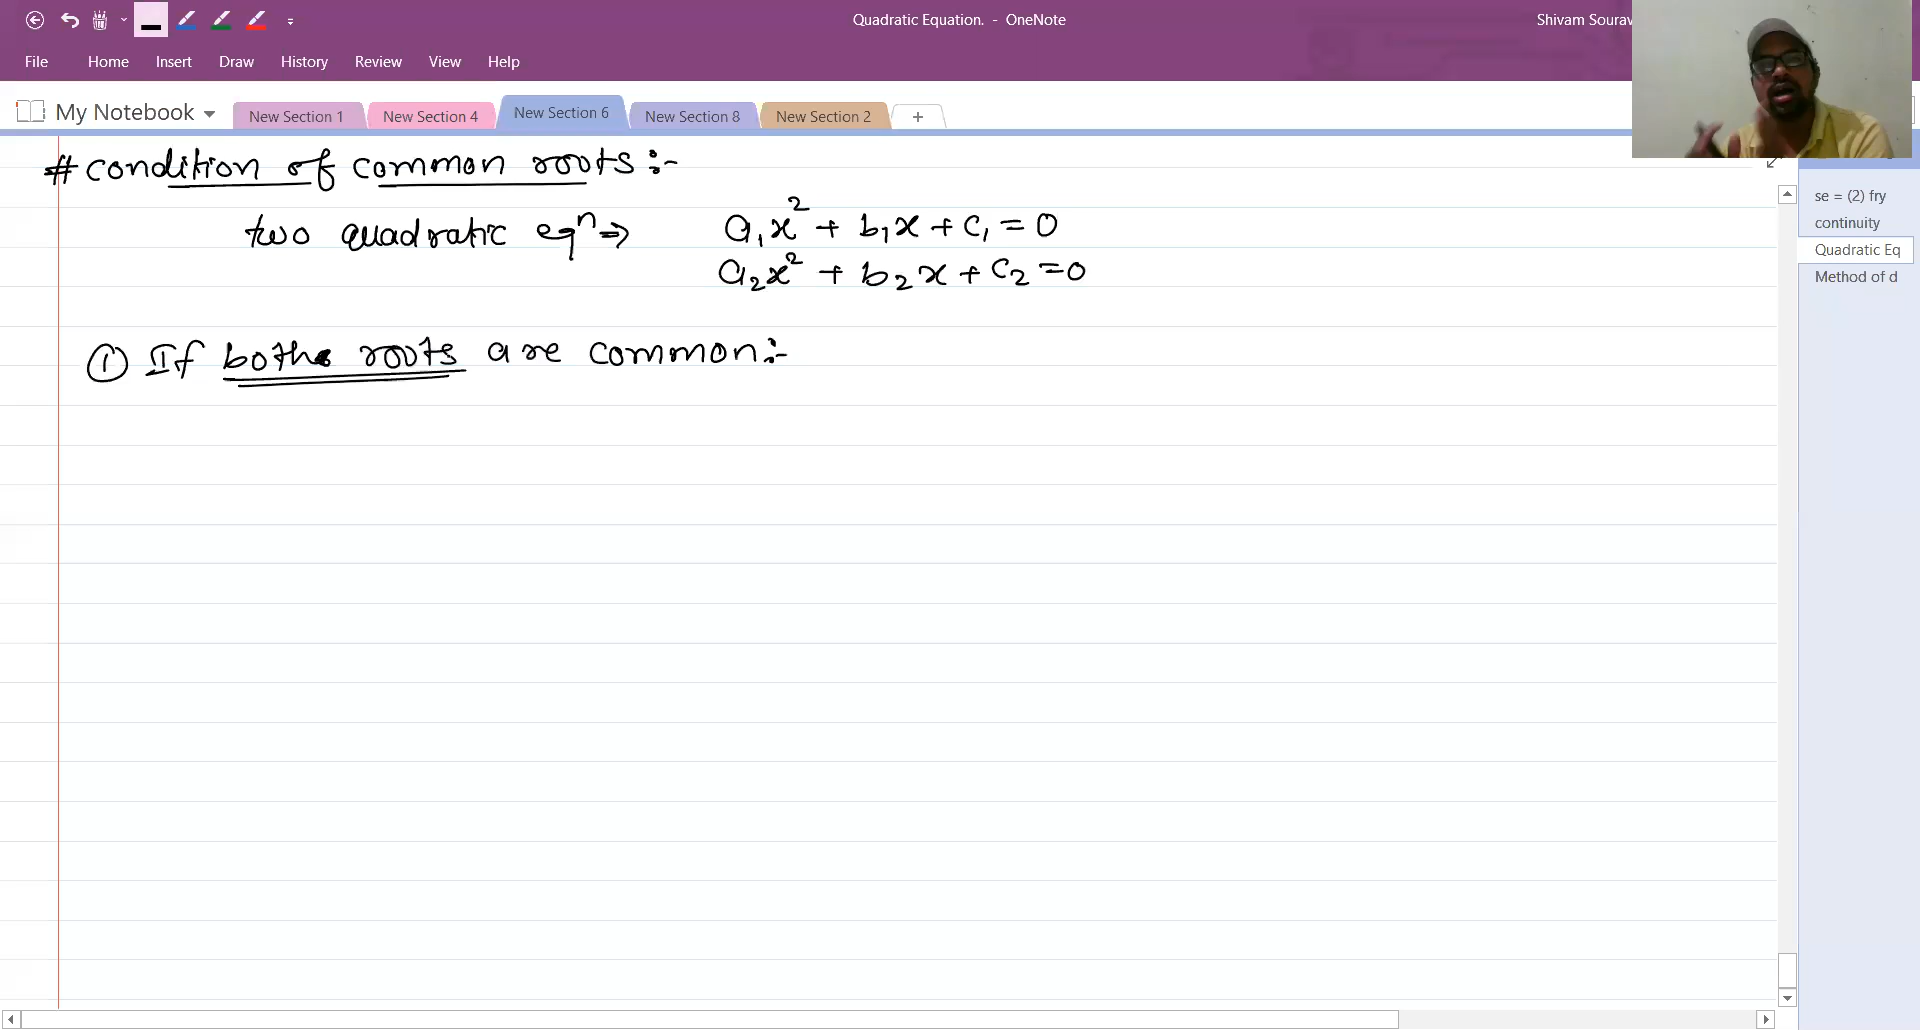 Quadratic Equation. - OneNote
Shivam Sourav
File Home Insert Draw History Review View Help
My Notebook New Section 1 New Section 4 New Section 6 New Section 8 New Section 2 +
# condition of common roots :-
two quadratic eqⁿ ⇒ a₁x² + b₁x + c₁ = 0
a₂x² + b₂x + c₂ = 0
① If boths roots are common :-
se = (2) fry
continuity
Quadratic Eq
Method of d